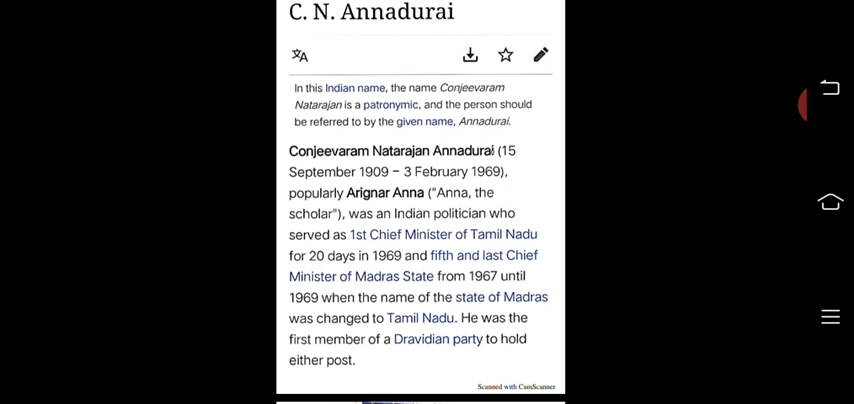 C. N. Annadurai
In this Indian name, the name Conjeevaram
Natarajan is a patronymic, and the person should
be referred to by the given name, Annadurai.
Conjeevaram Natarajan Annadurai (15
September 1909 – 3 February 1969),
popularly Arignar Anna ("Anna, the
scholar"), was an Indian politician who
served as 1st Chief Minister of Tamil Nadu
for 20 days in 1969 and fifth and last Chief
Minister of Madras State from 1967 until
1969 when the name of the state of Madras
was changed to Tamil Nadu. He was the
first member of a Dravidian party to hold
either post.
Scanned with CamScanner